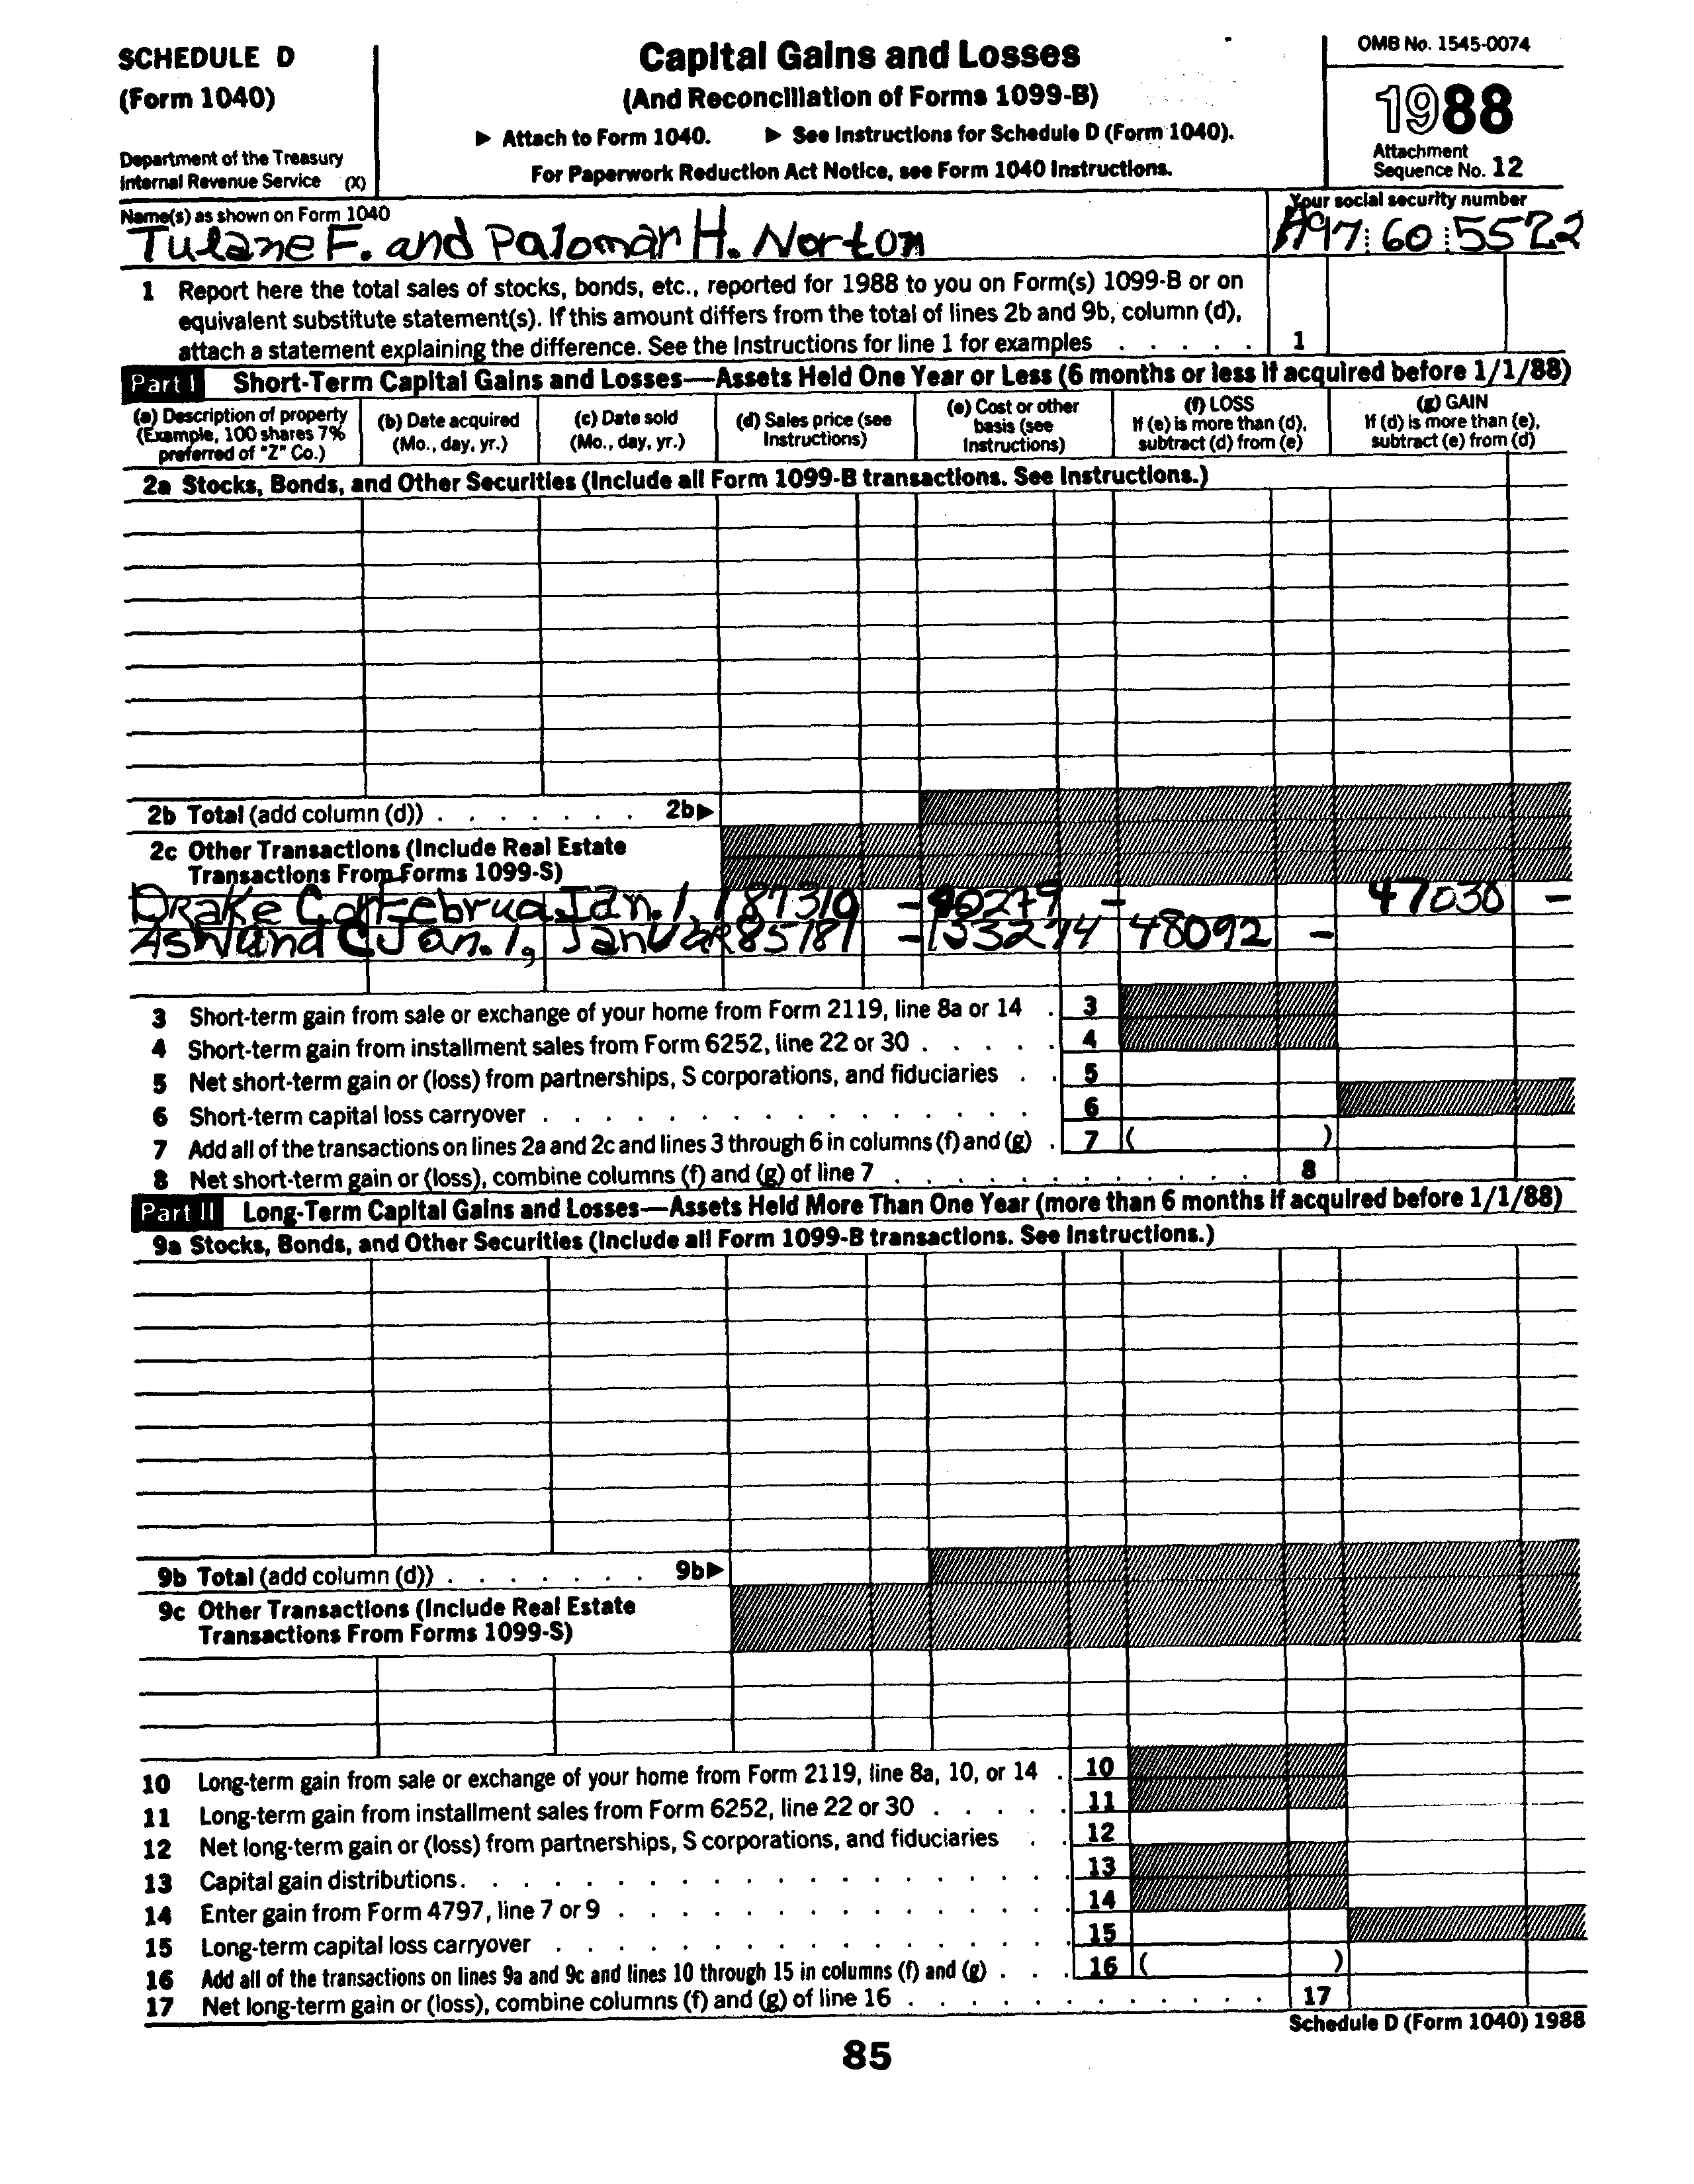 SCHEDULE D
(Form 1040)
Department of the Treasury
Internal Revenue Service (X)
Capital Gains and Losses
(And Reconciliation of Forms 1099-B)
▶ Attach to Form 1040. ▶ See Instructions for Schedule D (Form 1040).
For Paperwork Reduction Act Notice, see Form 1040 Instructions.
OMB No. 1545-0074
1988
Attachment
Sequence No. 12
Name(s) as shown on Form 1040
Tulane F. and Palomar H. Norton
Your social security number
A97:60:5522
1 Report here the total sales of stocks, bonds, etc., reported for 1988 to you on Form(s) 1099-B or on
equivalent substitute statement(s). If this amount differs from the total of lines 2b and 9b, column (d),
attach a statement explaining the difference. See the Instructions for line 1 for examples . . . . . 1
Part I Short-Term Capital Gains and Losses—Assets Held One Year or Less (6 months or less if acquired before 1/1/88)
(a) Description of property
(Example, 100 shares 7%
preferred of "Z" Co.)
(b) Date acquired
(Mo., day, yr.)
(c) Date sold
(Mo., day, yr.)
(d) Sales price (see
Instructions)
(e) Cost or other
basis (see
Instructions)
(f) LOSS
If (e) is more than (d),
subtract (d) from (e)
(g) GAIN
If (d) is more than (e),
subtract (e) from (d)
2a Stocks, Bonds, and Other Securities (Include all Form 1099-B transactions. See Instructions.)
2b Total (add column (d)) . . . . . . . 2b▶
2c Other Transactions (Include Real Estate
Transactions From Forms 1099-S)
Drake Februa Jan. 1, 87310 - 40279 - 47030 -
Ashland C Jan. 1, Januar 85181 - 133274 48092 -
3 Short-term gain from sale or exchange of your home from Form 2119, line 8a or 14 . 3
4 Short-term gain from installment sales from Form 6252, line 22 or 30 . . . . . 4
5 Net short-term gain or (loss) from partnerships, S corporations, and fiduciaries . . 5
6 Short-term capital loss carryover . . . . . . . . . . . . . . . 6
7 Add all of the transactions on lines 2a and 2c and lines 3 through 6 in columns (f) and (g) . 7 ( )
8 Net short-term gain or (loss), combine columns (f) and (g) of line 7 . . . . . . . . . . . . 8
Part II Long-Term Capital Gains and Losses—Assets Held More Than One Year (more than 6 months if acquired before 1/1/88)
9a Stocks, Bonds, and Other Securities (Include all Form 1099-B transactions. See Instructions.)
9b Total (add column (d)) . . . . . . . 9b▶
9c Other Transactions (Include Real Estate
Transactions From Forms 1099-S)
10 Long-term gain from sale or exchange of your home from Form 2119, line 8a, 10, or 14 . 10
11 Long-term gain from installment sales from Form 6252, line 22 or 30 . . . . . 11
12 Net long-term gain or (loss) from partnerships, S corporations, and fiduciaries . . 12
13 Capital gain distributions. . . . . . . . . . . . . . . . . . . 13
14 Enter gain from Form 4797, line 7 or 9 . . . . . . . . . . . . . . 14
15 Long-term capital loss carryover . . . . . . . . . . . . . . . . 15
16 Add all of the transactions on lines 9a and 9c and lines 10 through 15 in columns (f) and (g) . . . 16 ( )
17 Net long-term gain or (loss), combine columns (f) and (g) of line 16 . . . . . . . . . . . . 17
Schedule D (Form 1040) 1988
85